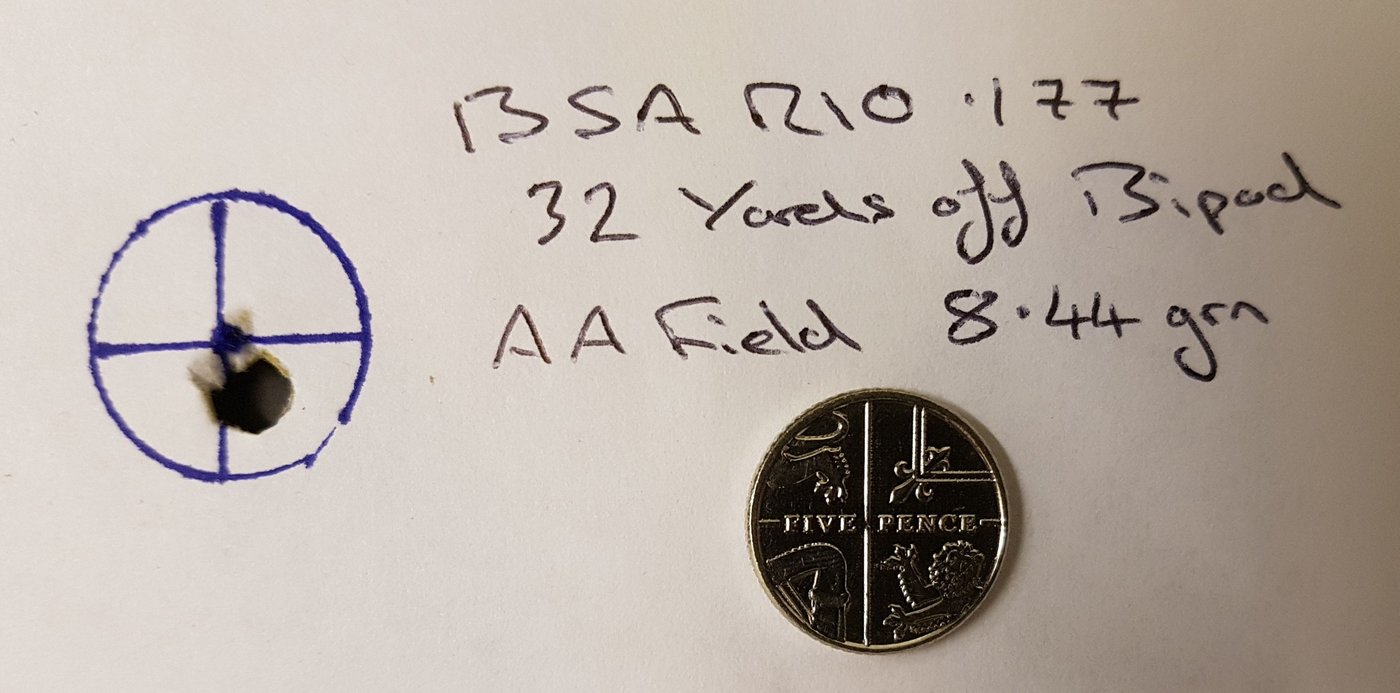 BSA R10 .177
32 Yards off Bipod
AA Field 8.44 grn
FIVE PENCE